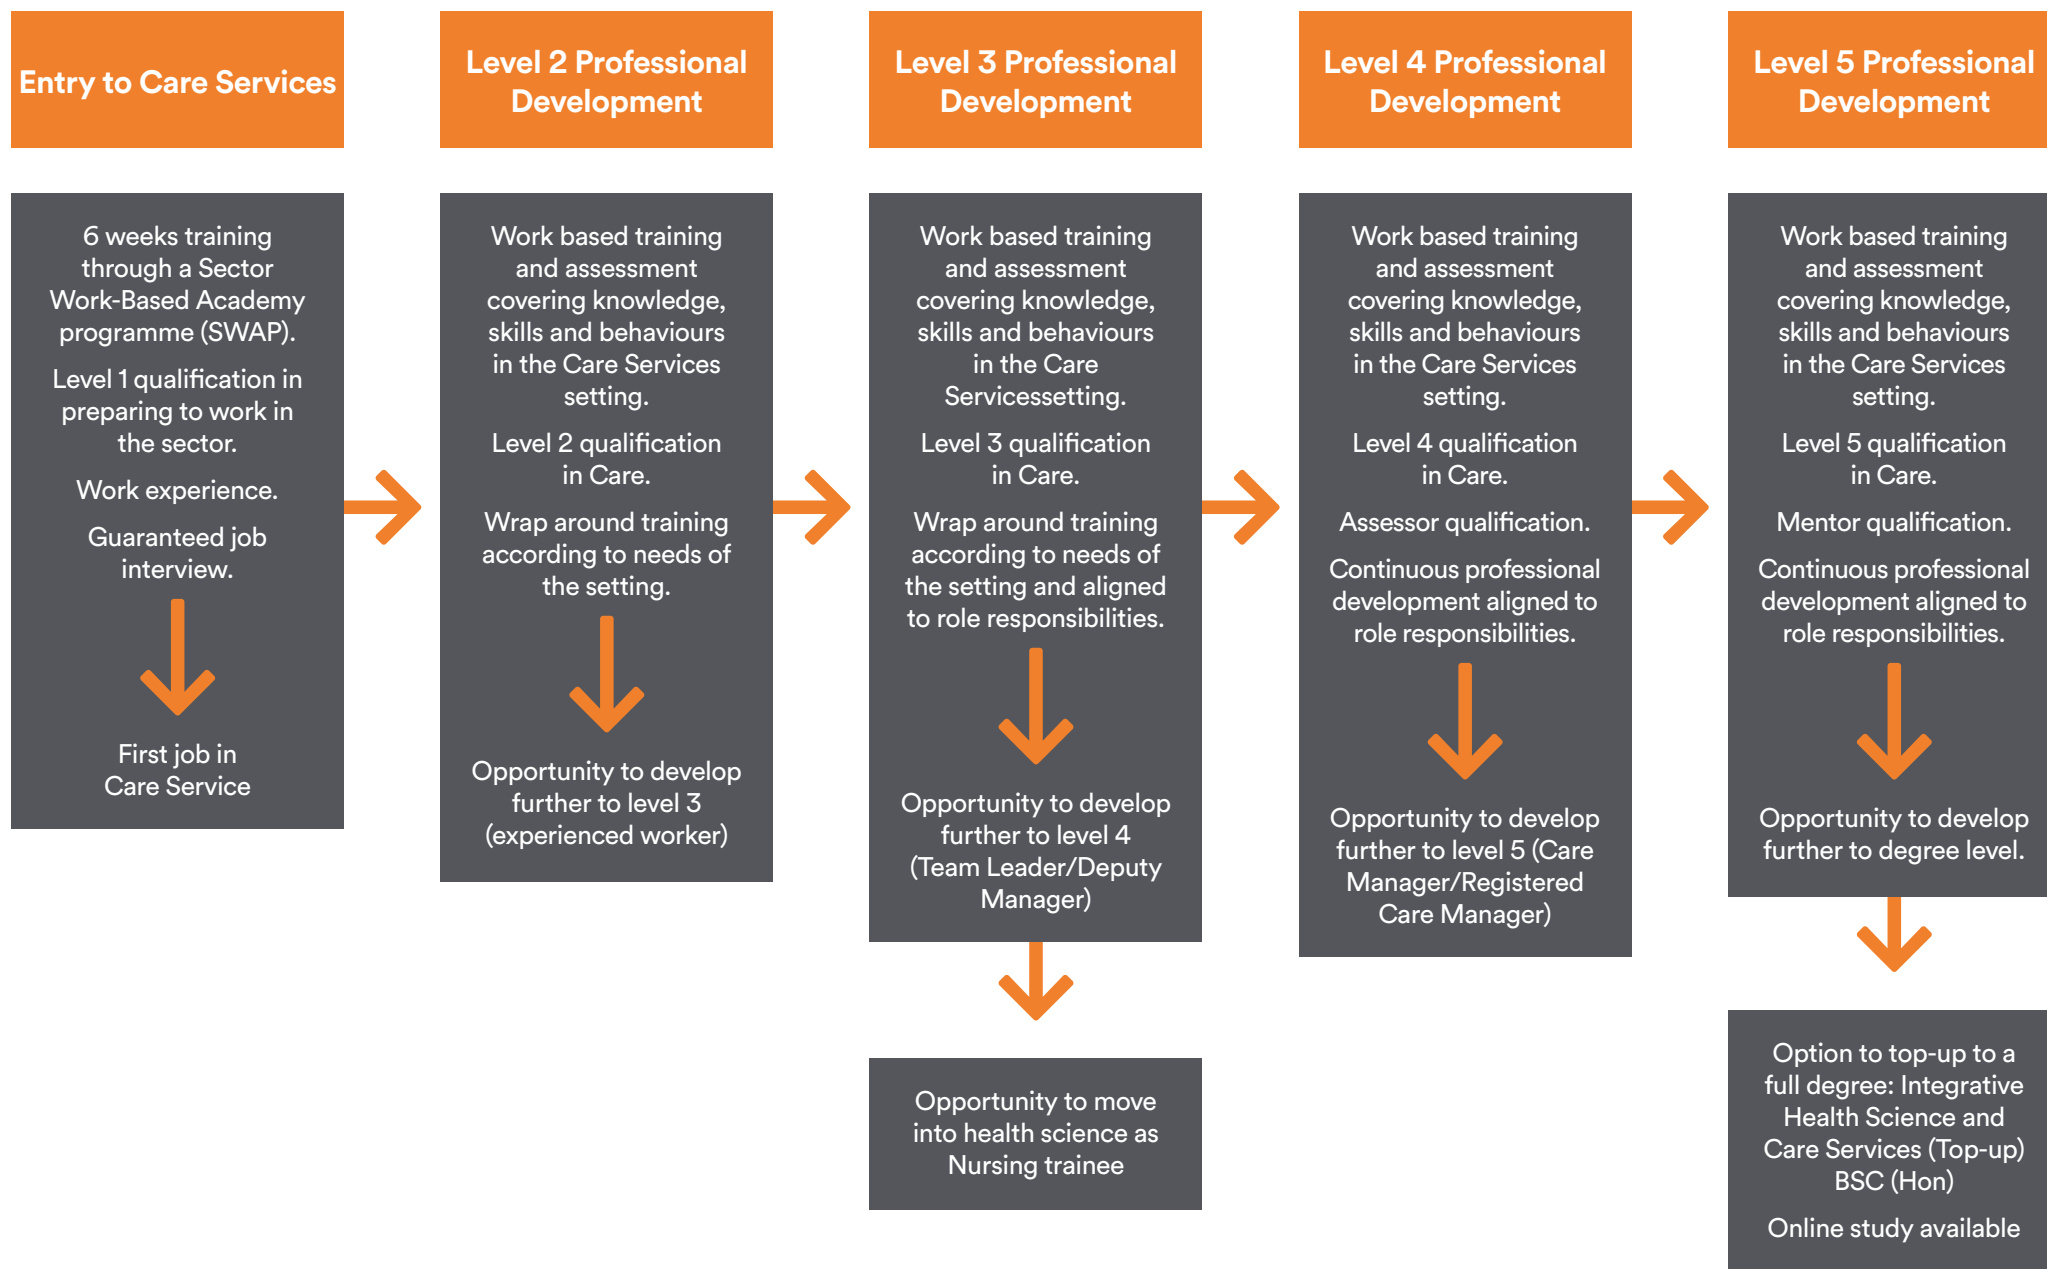 Entry to Care Services
6 weeks training
through a Sector
Work-Based Academy
programme (SWAP).
Level 1 qualification in
preparing to work in
the sector.
Work experience.
Guaranteed job
interview.
First job in
Care Service
Level 2 Professional
Development
Work based training
and assessment
covering knowledge,
skills and behaviours
in the Care Services
setting.
Level 2 qualification
in Care.
Wrap around training
according to needs of
the setting.
Opportunity to develop
further to level 3
(experienced worker)
Level 3 Professional
Development
Work based training
and assessment
covering knowledge,
skills and behaviours
in the Care
Servicessetting.
Level 3 qualification
in Care.
Wrap around training
according to needs of
the setting and aligned
to role responsibilities.
Opportunity to develop
further to level 4
(Team Leader/Deputy
Manager)
Opportunity to move
into health science as
Nursing trainee
Level 4 Professional
Development
Work based training
and assessment
covering knowledge,
skills and behaviours
in the Care Services
setting.
Level 4 qualification
in Care.
Assessor qualification.
Continuous professional
development aligned to
role responsibilities.
Opportunity to develop
further to level 5 (Care
Manager/Registered
Care Manager)
Level 5 Professional
Development
Work based training
and assessment
covering knowledge,
skills and behaviours
in the Care Services
setting.
Level 5 qualification
in Care.
Mentor qualification.
Continuous professional
development aligned to
role responsibilities.
Opportunity to develop
further to degree level.
Option to top-up to a
full degree: Integrative
Health Science and
Care Services (Top-up)
BSC (Hon)
Online study available